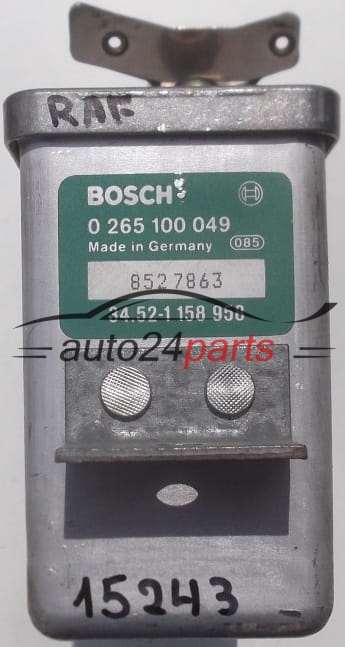 RAF
BOSCH
0 265 100 049
Made in Germany 085
8527863
34.52-1 158 958
auto24parts
15243